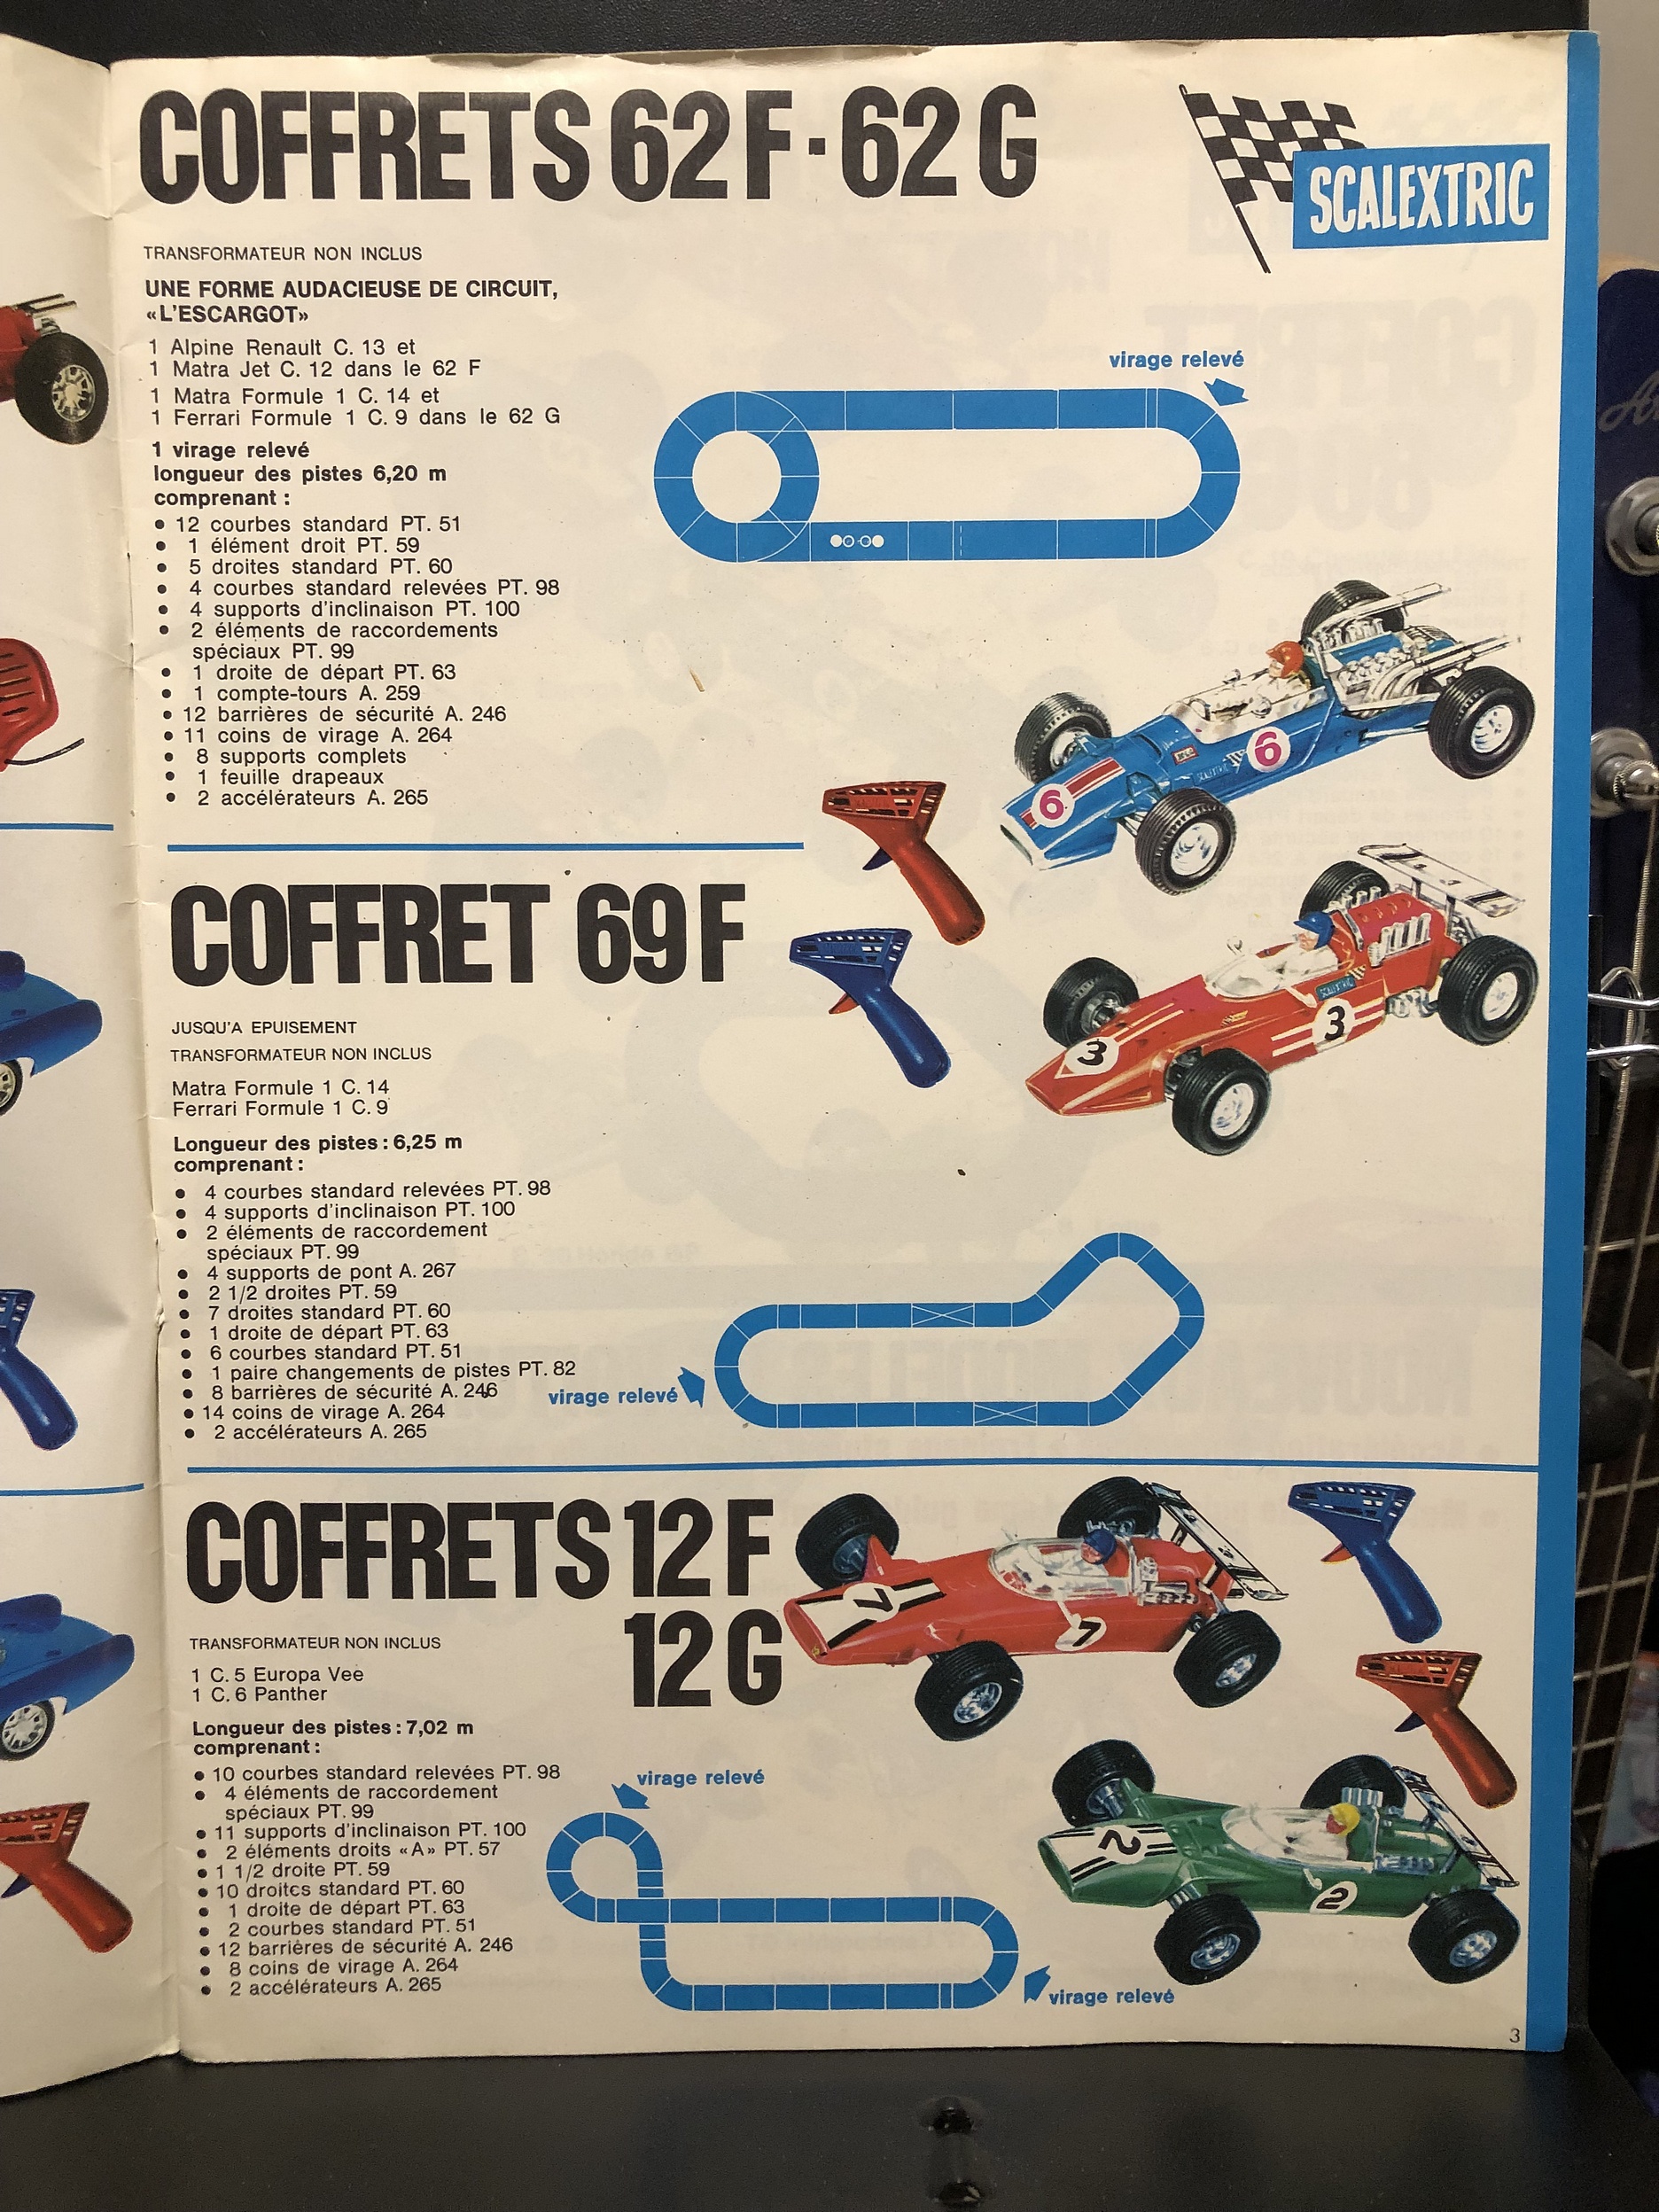 COFFRETS 62 F · 62 G
SCALEXTRIC
TRANSFORMATEUR NON INCLUS
UNE FORME AUDACIEUSE DE CIRCUIT,
«L'ESCARGOT»
1 Alpine Renault C. 13 et
1 Matra Jet C. 12 dans le 62 F
1 Matra Formule 1 C. 14 et
1 Ferrari Formule 1 C. 9 dans le 62 G
1 virage relevé
longueur des pistes 6,20 m
comprenant :
• 12 courbes standard PT. 51
• 1 élément droit PT. 59
• 5 droites standard PT. 60
• 4 courbes standard relevées PT. 98
• 4 supports d'inclinaison PT. 100
• 2 éléments de raccordements
spéciaux PT. 99
• 1 droite de départ PT. 63
• 1 compte-tours A. 259
• 12 barrières de sécurité A. 246
• 11 coins de virage A. 264
• 8 supports complets
• 1 feuille drapeaux
• 2 accélérateurs A. 265
virage relevé
6
6
3
3
COFFRET 69 F
JUSQU'A EPUISEMENT
TRANSFORMATEUR NON INCLUS
Matra Formule 1 C. 14
Ferrari Formule 1 C. 9
Longueur des pistes : 6,25 m
comprenant :
• 4 courbes standard relevées PT. 98
• 4 supports d'inclinaison PT. 100
• 2 éléments de raccordement
spéciaux PT. 99
• 4 supports de pont A. 267
• 2 1/2 droites PT. 59
• 7 droites standard PT. 60
• 1 droite de départ PT. 63
• 6 courbes standard PT. 51
• 1 paire changements de pistes PT. 82
• 8 barrières de sécurité A. 246
• 14 coins de virage A. 264
• 2 accélérateurs A. 265
virage relevé
COFFRETS 12 F
12 G
TRANSFORMATEUR NON INCLUS
1 C. 5 Europa Vee
1 C. 6 Panther
Longueur des pistes : 7,02 m
comprenant :
• 10 courbes standard relevées PT. 98
• 4 éléments de raccordement
spéciaux PT. 99
• 11 supports d'inclinaison PT. 100
• 2 éléments droits «A» PT. 57
• 1 1/2 droite PT. 59
• 10 droites standard PT. 60
• 1 droite de départ PT. 63
• 2 courbes standard PT. 51
• 12 barrières de sécurité A. 246
• 8 coins de virage A. 264
• 2 accélérateurs A. 265
virage relevé
virage relevé
7
7
2
2
3